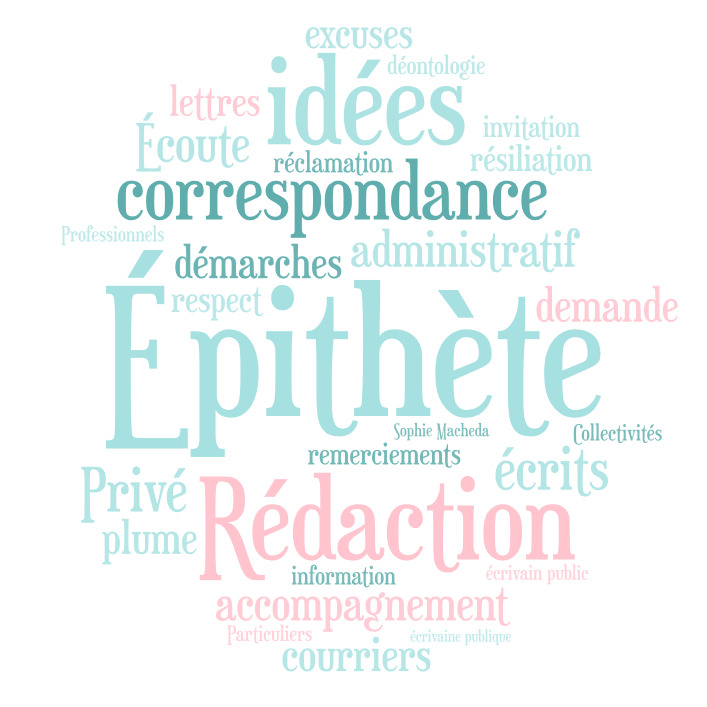 excuses
idées
déontologie
lettres
invitation
Écoute
réclamation
résiliation
correspondance
Professionnels
administratif
démarches
respect
demande
Épithète
Sophie Macheda
Collectivités
remerciements
écrits
Privé
Rédaction
plume
information
écrivain public
accompagnement
Particuliers
écrivaine publique
courriers